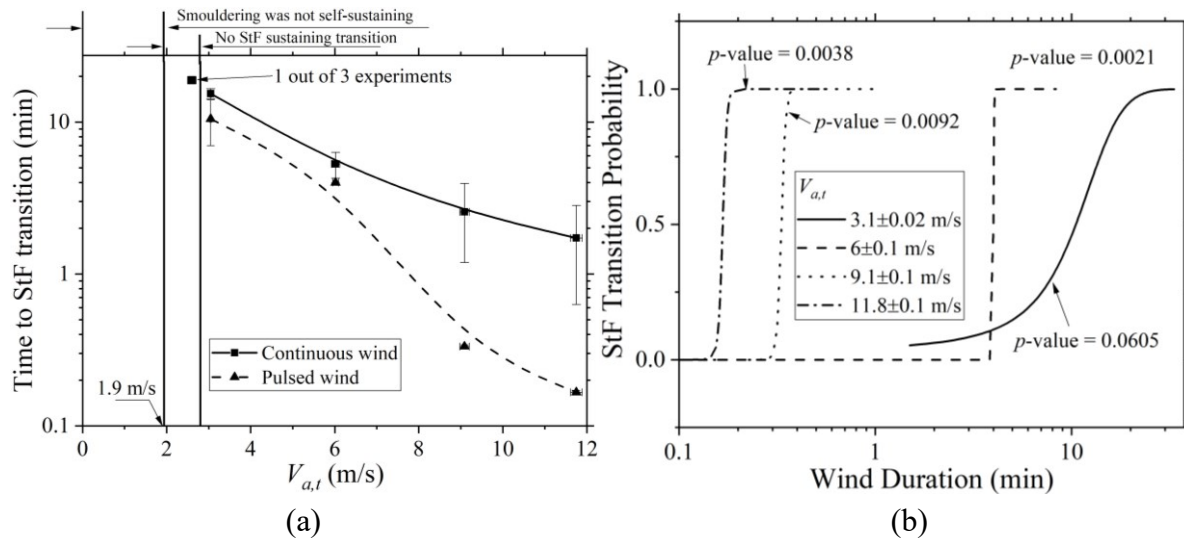 Smouldering was not self-sustaining
No StF sustaining transition
1 out of 3 experiments
10
1
0.1
Time to StF transition (min)
Continuous wind
Pulsed wind
1.9 m/s
0 2 4 6 8 10 12
V_{a,t} (m/s)
(a)
p-value = 0.0038
p-value = 0.0021
p-value = 0.0092
1.0
0.5
0.0
StF Transition Probability
V_{a,t}
3.1±0.02 m/s
6±0.1 m/s
9.1±0.1 m/s
11.8±0.1 m/s
p-value = 0.0605
0.1 1 10
Wind Duration (min)
(b)